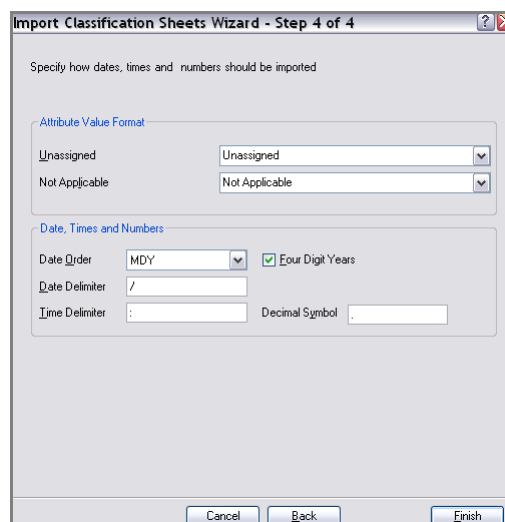 Import Classification Sheets Wizard - Step 4 of 4
Specify how dates, times and numbers should be imported
Attribute Value Format
Unassigned Unassigned
Not Applicable Not Applicable
Date, Times and Numbers
Date Order MDY Four Digit Years
Date Delimiter /
Time Delimiter : Decimal Symbol .
Cancel Back Finish